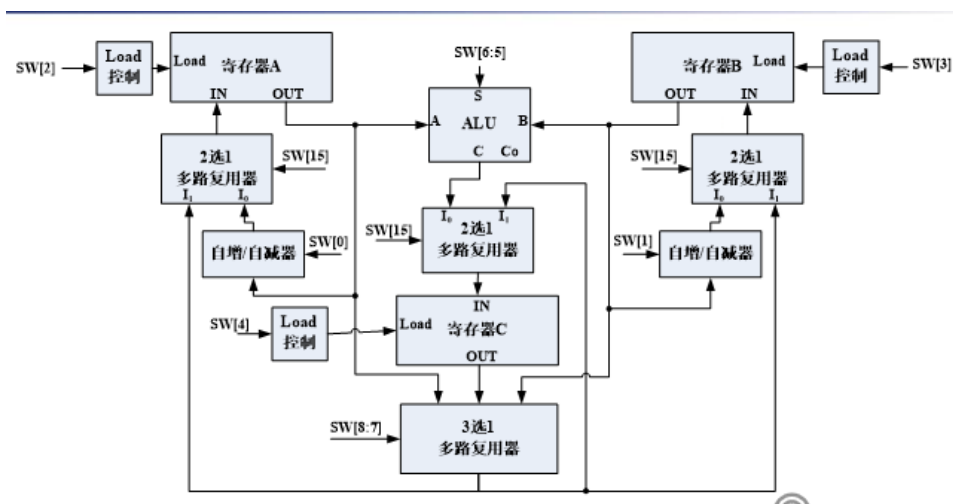 SW[2]
Load
控制
Load
寄存器A
IN
OUT
SW[6:5]
S
A
ALU
B
C
Co
寄存器B
Load
OUT
IN
Load
控制
SW[3]
2选1
多路复用器
I₁
I₀
SW[15]
SW[15]
2选1
多路复用器
I₀
I₁
I₀
I₁
2选1
多路复用器
SW[15]
自增/自减器
SW[0]
SW[1]
自增/自减器
SW[4]
Load
控制
IN
Load
寄存器C
OUT
SW[8:7]
3选1
多路复用器